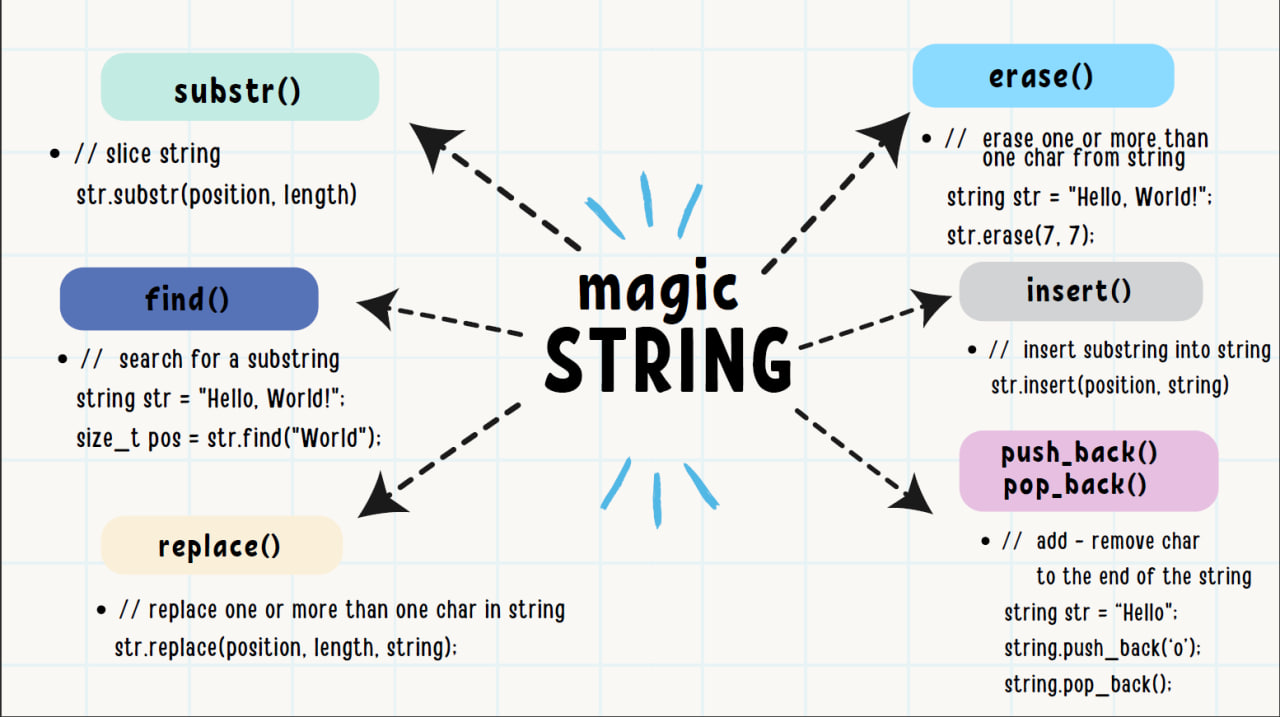 magic
STRING
substr()
• // slice string
str.substr(position, length)
find()
• // search for a substring
string str = "Hello, World!";
size_t pos = str.find("World");
replace()
• // replace one or more than one char in string
str.replace(position, length, string);
erase()
• // erase one or more than
one char from string
string str = "Hello, World!";
str.erase(7, 7);
insert()
• // insert substring into string
str.insert(position, string)
push_back()
pop_back()
• // add - remove char
to the end of the string
string str = “Hello";
string.push_back(‘o’);
string.pop_back();